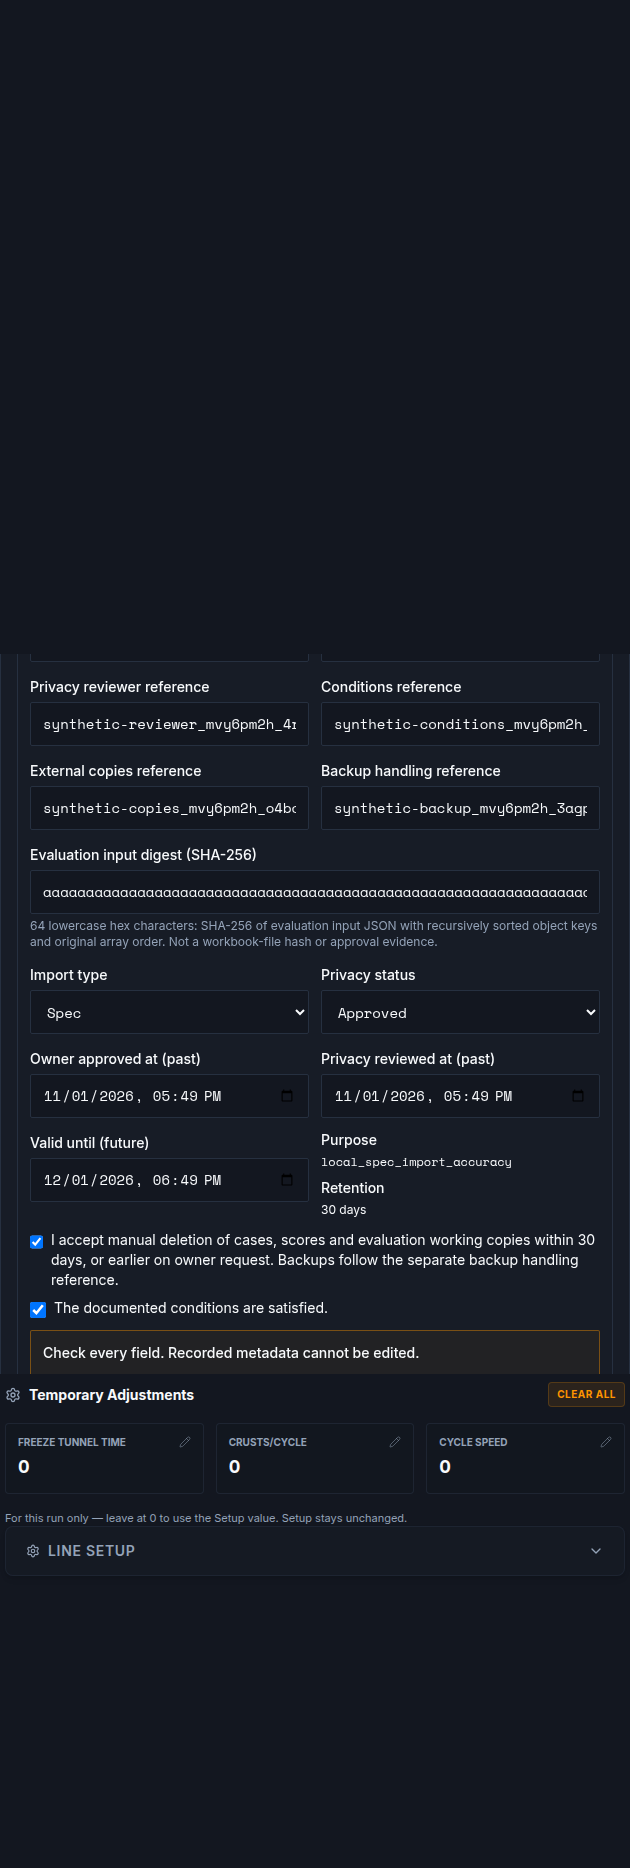 Privacy reviewer reference
Conditions reference
synthetic-reviewer_mvy6pm2h_4
synthetic-conditions_mvy6pm2h_
External copies reference
Backup handling reference
synthetic-copies_mvy6pm2h_o4b
synthetic-backup_mvy6pm2h_3
Evaluation input digest (SHA-256)
64 lowercase hex characters: SHA-256 of evaluation input JSON with recursively sorted object keys
and original array order. Not a workbook-file hash or approval evidence.
Import type
Privacy status
Spec
Approved
Owner approved at (past)
Privacy reviewed at (past)
11/01/2026, 05:49 PM
11/01/2026, 05:49 PM
Valid until (future)
Purpose
12/01/2026, 06:49 PM
local_spec_import_accuracy
Retention
30 days
I accept manual deletion of cases, scores and evaluation working copies within 30
days, or earlier on owner request. Backups follow the separate backup handling
reference.
The documented conditions are satisfied.
Check every field. Recorded metadata cannot be edited.
Temporary Adjustments
CLEAR ALL
FREEZE TUNNEL TIME
CRUSTS/CYCLE
CYCLE SPEED
0
0
0
For this run only — leave at 0 to use the Setup value. Setup stays unchanged.
LINE SETUP